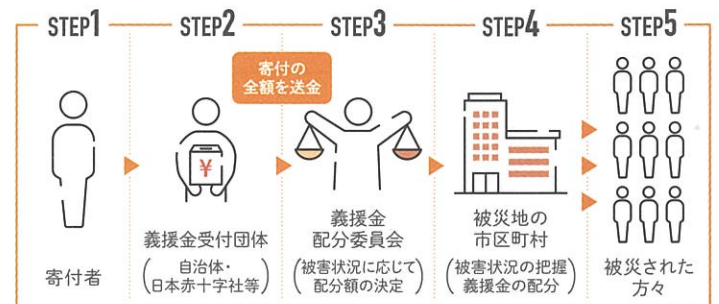 STEP1
STEP2
STEP3
STEP4
STEP5
寄付の
全額を送金
¥
寄付者
義援金受付団体
(自治体・
日本赤十字社等)
義援金
配分委員会
(被害状況に応じて
配分額の決定)
被災地の
市区町村
(被害状況の把握
義援金の配分)
被災された
方々